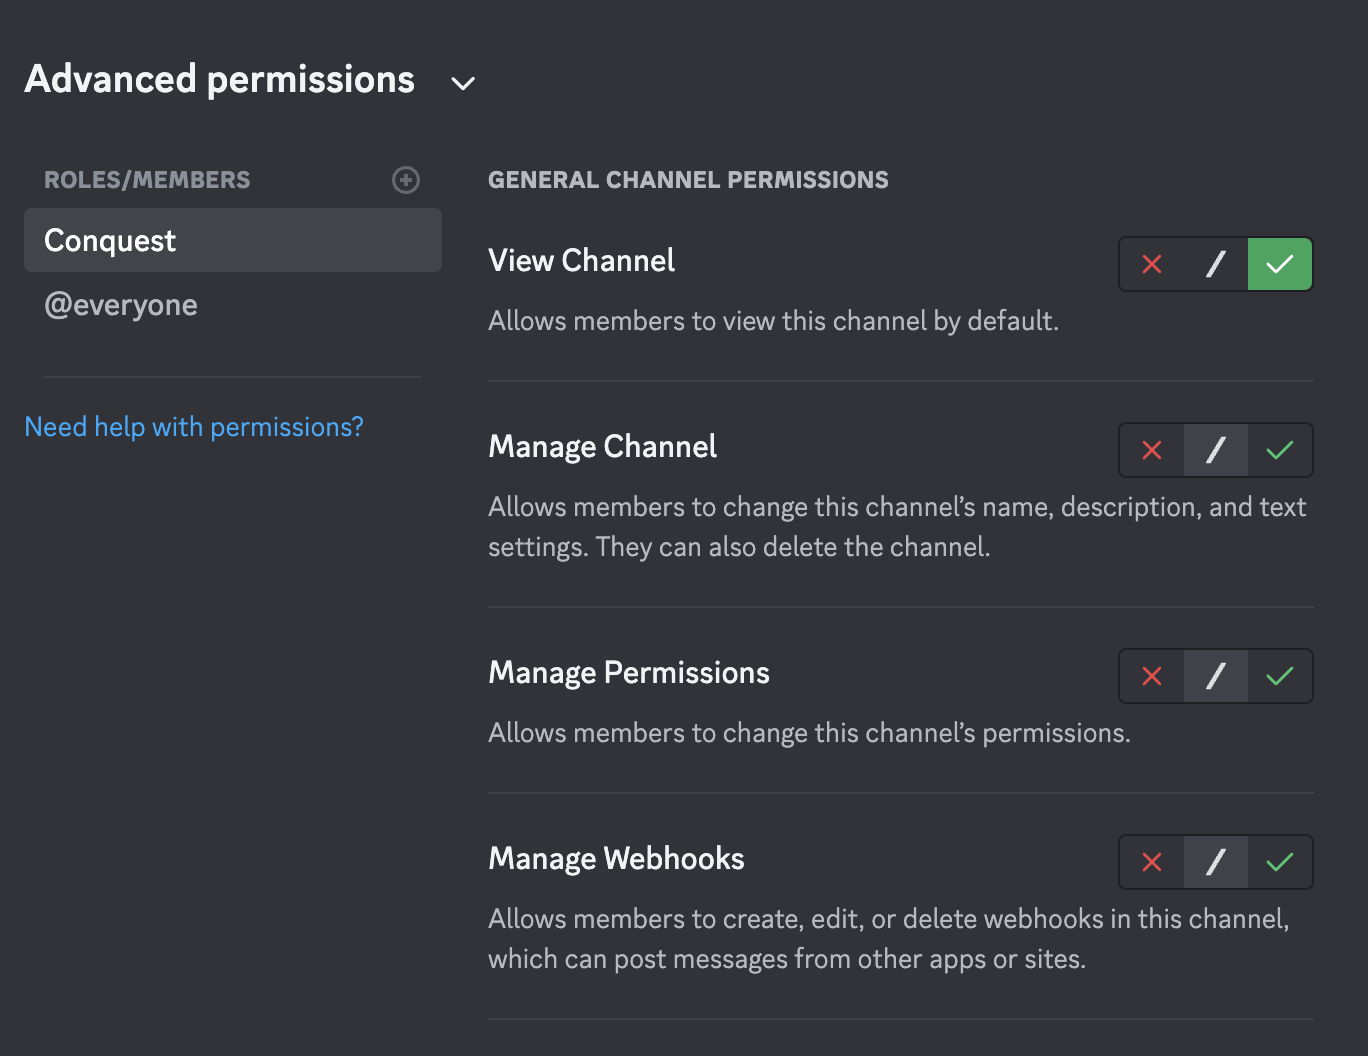 Advanced permissions
ROLES/MEMBERS
Conquest
@everyone
Need help with permissions?
GENERAL CHANNEL PERMISSIONS
View Channel
Allows members to view this channel by default.
Manage Channel
Allows members to change this channel’s name, description, and text
settings. They can also delete the channel.
Manage Permissions
Allows members to change this channel’s permissions.
Manage Webhooks
Allows members to create, edit, or delete webhooks in this channel,
which can post messages from other apps or sites.